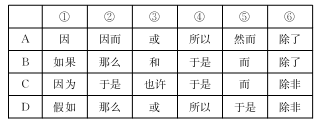 ① ② ③ ④ ⑤ ⑥
A 因 因而 或 所以 然而 除了
B 如果 那么 和 于是 而 除了
C 因为 于是 也许 于是 而 除非
D 假如 那么 或 所以 于是 除非